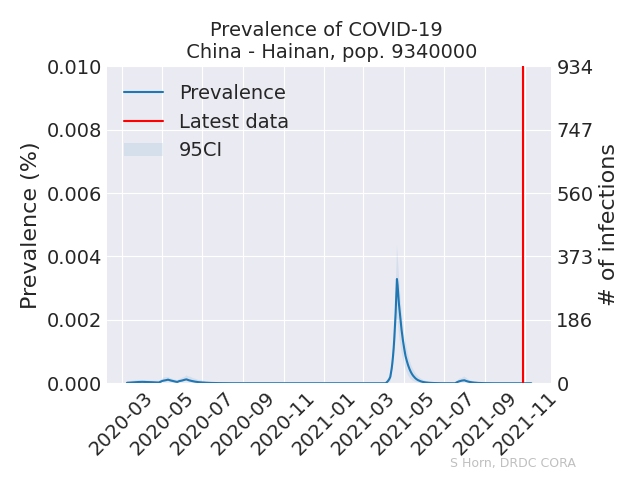 Prevalence of COVID-19
China - Hainan, pop. 9340000
Prevalence (%)
0.010
0.008
0.006
0.004
0.002
0.000
Prevalence
Latest data
95CI
934
747
560
373
186
0
# of infections
2020-03
2020-05
2020-07
2020-09
2020-11
2021-01
2021-03
2021-05
2021-07
2021-09
2021-11
S Horn, DRDC CORA